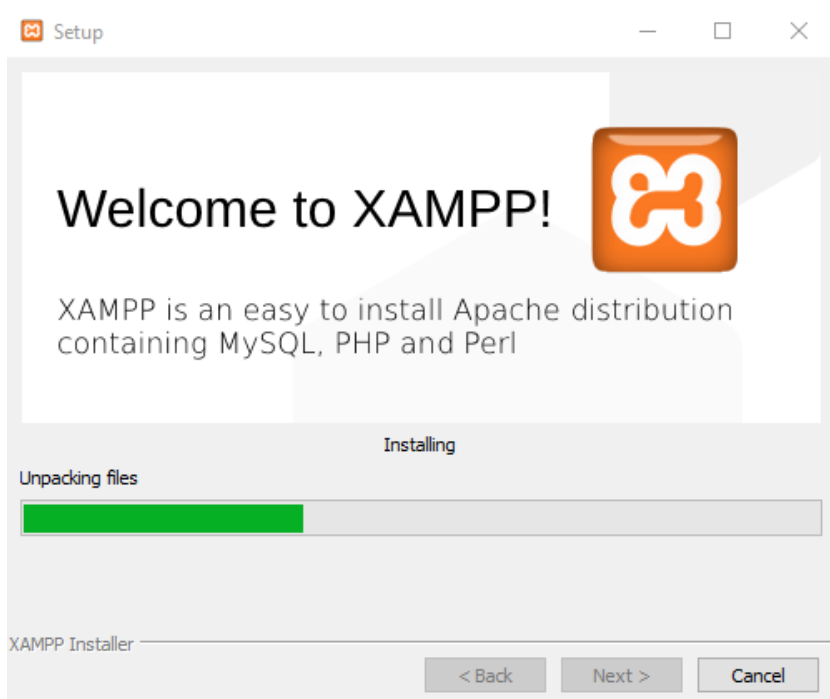 Setup
Welcome to XAMPP!
XAMPP is an easy to install Apache distribution
containing MySQL, PHP and Perl
Installing
Unpacking files
XAMPP Installer
< Back Next > Cancel